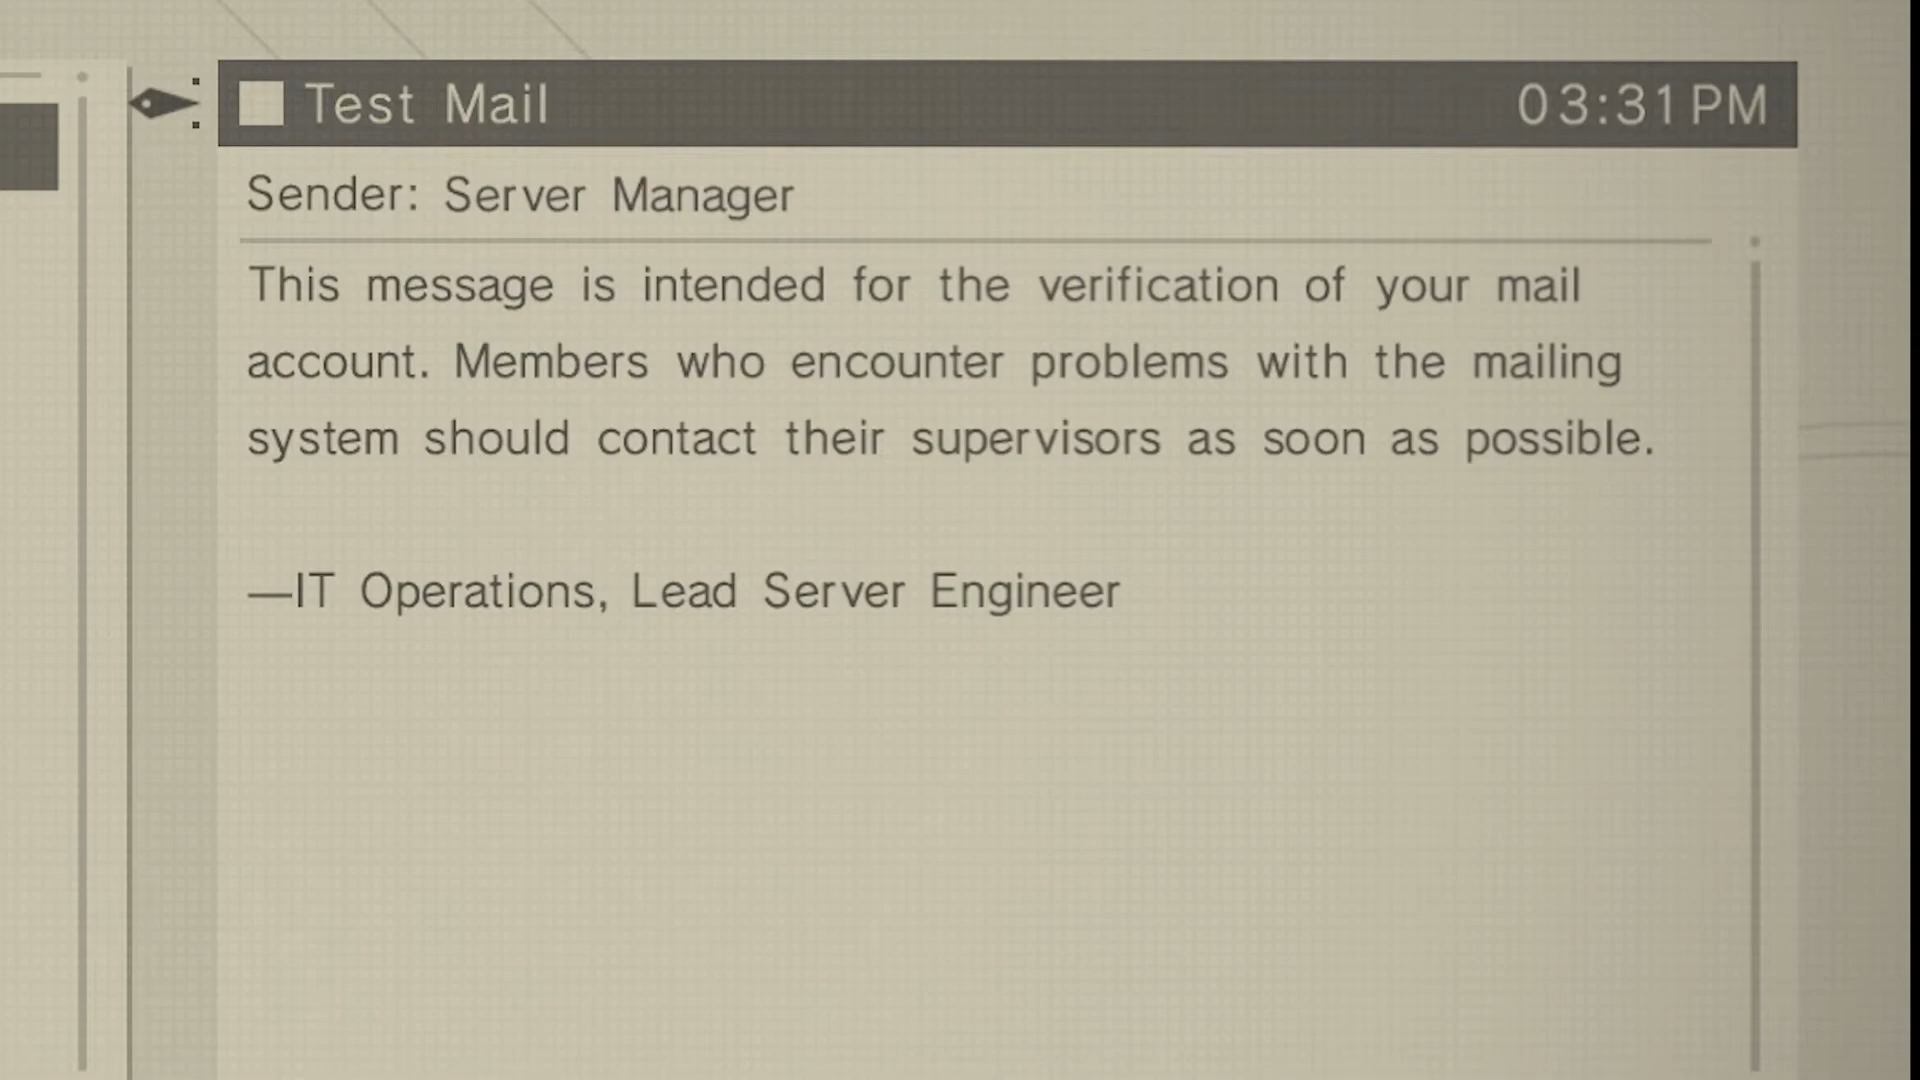 Test Mail
03:31PM
Sender: Server Manager
This message is intended for the verification of your mail
account. Members who encounter problems with the mailing
system should contact their supervisors as soon as possible.
—IT Operations, Lead Server Engineer